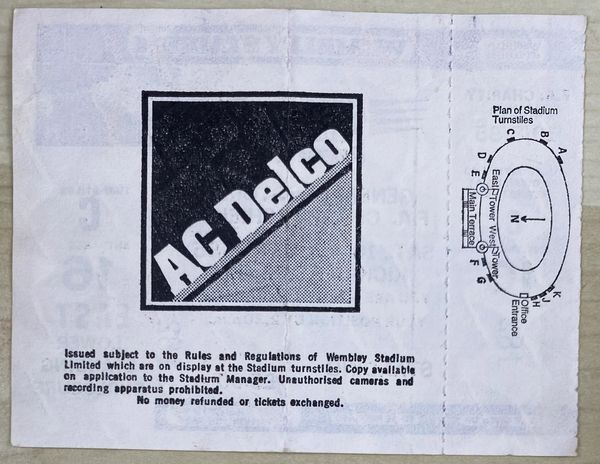 AC Delco
Issued subject to the Rules and Regulations of Wembley Stadium
Limited which are on display at the Stadium turnstiles. Copy available
on application to the Stadium Manager. Unauthorised cameras and
recording apparatus prohibited.
No money refunded or tickets exchanged.
Plan of Stadium
Turnstiles
A
B
C
D
E
East Tower
N
West Tower
Main Terrace
F
G
H
J
K
Office
Entrance